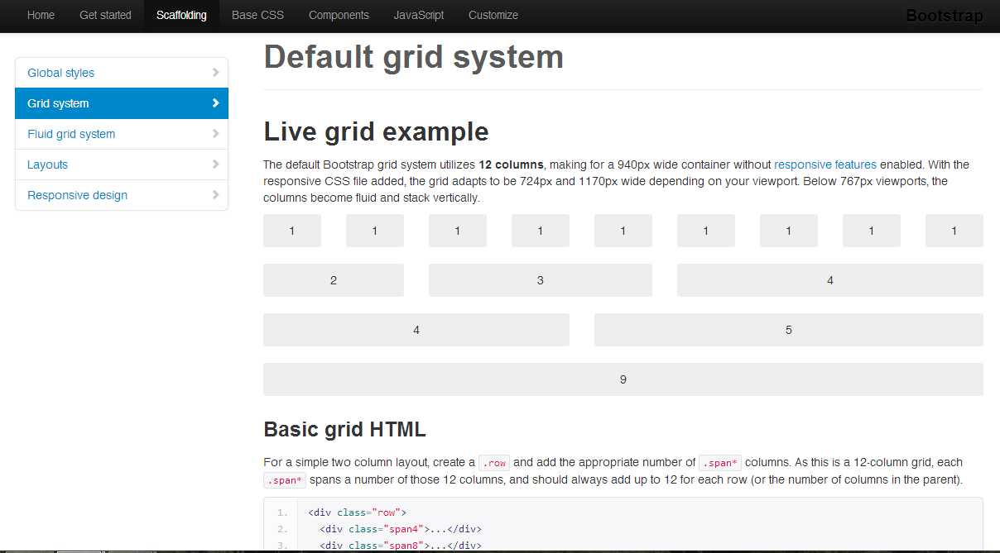 Home Get started Scaffolding Base CSS Components JavaScript Customize Bootstrap
Global styles
Grid system
Fluid grid system
Layouts
Responsive design
Default grid system
Live grid example
The default Bootstrap grid system utilizes 12 columns, making for a 940px wide container without responsive features enabled. With the
responsive CSS file added, the grid adapts to be 724px and 1170px wide depending on your viewport. Below 767px viewports, the
columns become fluid and stack vertically.
1 1 1 1 1 1 1 1 1
2 3 4
4 5
9
Basic grid HTML
For a simple two column layout, create a .row and add the appropriate number of .span* columns. As this is a 12-column grid, each
.span* spans a number of those 12 columns, and should always add up to 12 for each row (or the number of columns in the parent).
1. <div class="row">
2. <div class="span4">...</div>
3. <div class="span8">...</div>